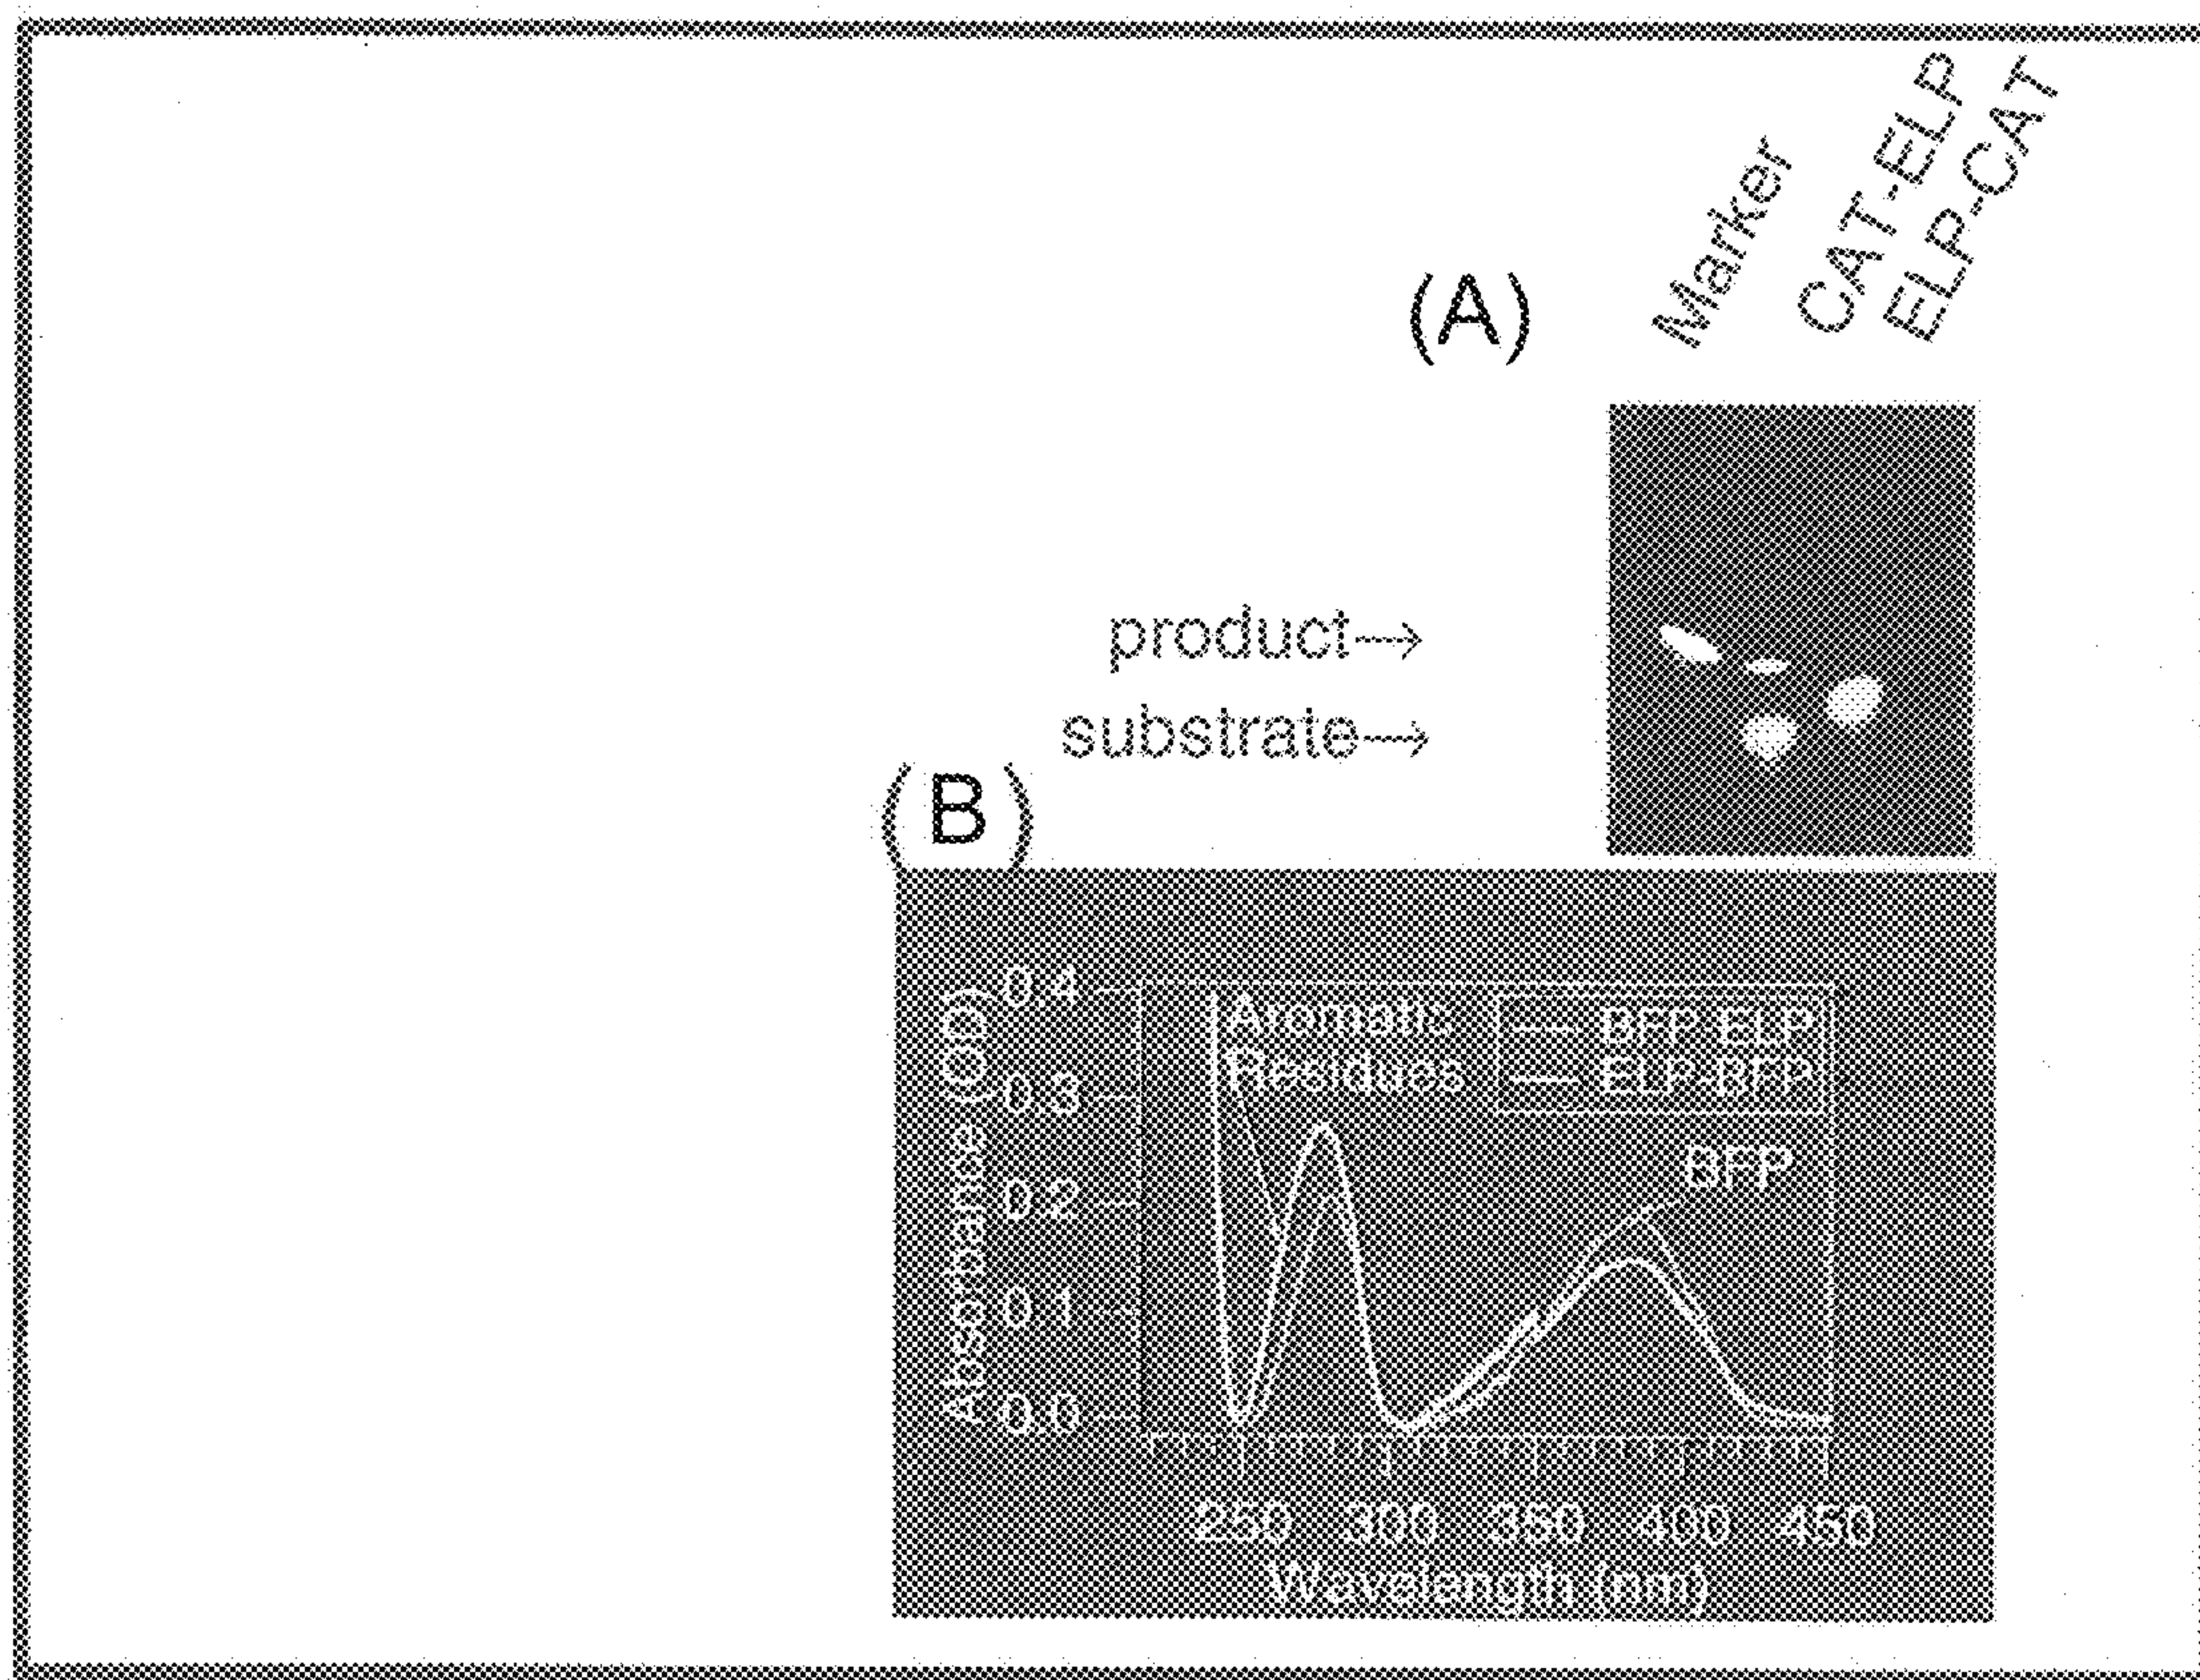 (A)
Marker
CAT-ELP
ELP-CAT
product→
substrate→
(B)
Absorbance (OD)
0.4
0.3
0.2
0.1
0.0
Aromatic
Residues
BFP-ELP
ELP-BFP
BFP
250 300 350 400 450
Wavelength (nm)